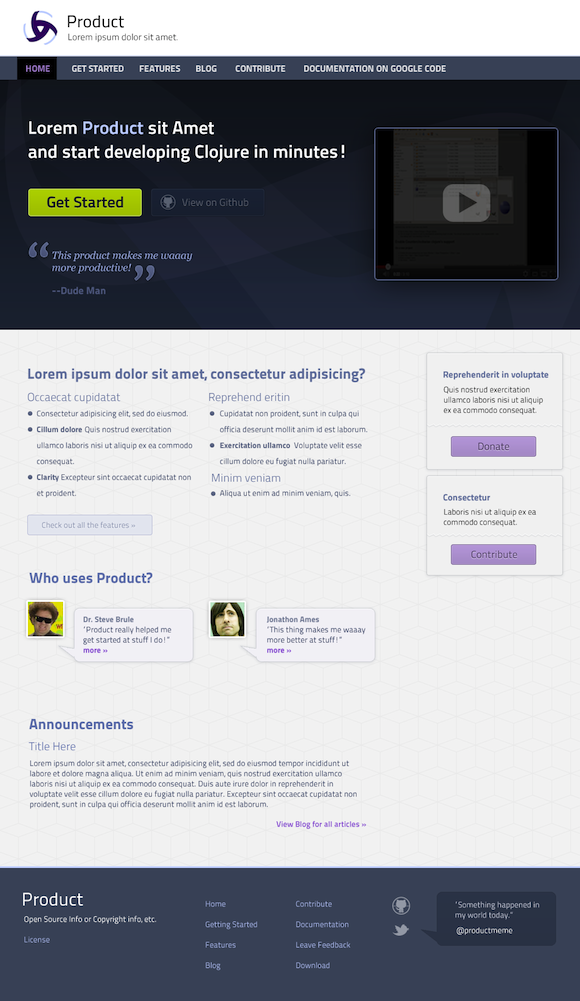 Product
Lorem ipsum dolor sit amet.
HOME GET STARTED FEATURES BLOG CONTRIBUTE DOCUMENTATION ON GOOGLE CODE
Lorem Product sit Amet
and start developing Clojure in minutes!
Get Started
View on Github
“ This product makes me waaay
more productive! ”
--Dude Man
Lorem ipsum dolor sit amet, consectetur adipisicing?
Occaecat cupidatat
Consectetur adipisicing elit, sed do eiusmod.
Cillum dolore Quis nostrud exercitation
ullamco laboris nisi ut aliquip ex ea commodo
consequat.
Clarity Excepteur sint occaecat cupidatat non
et proident.
Reprehend eritin
Cupidatat non proident, sunt in culpa qui
officia deserunt mollit anim id est laborum.
Exercitation ullamco Voluptate velit esse
cillum dolore eu fugiat nulla pariatur.
Minim veniam
Aliqua ut enim ad minim veniam, quis.
Check out all the features »
Reprehenderit in voluptate
Quis nostrud exercitation
ullamco laboris nisi ut aliquip
ex ea commodo consequat.
Donate
Consectetur
Laboris nisi ut aliquip ex ea
commodo consequat.
Contribute
Who uses Product?
Dr. Steve Brule
"Product really helped me
get started at stuff I do!"
more »
Jonathon Ames
"This thing makes me waaay
more better at stuff!"
more »
Announcements
Title Here
Lorem ipsum dolor sit amet, consectetur adipisicing elit, sed do eiusmod tempor incididunt ut
labore et dolore magna aliqua. Ut enim ad minim veniam, quis nostrud exercitation ullamco
laboris nisi ut aliquip ex ea commodo consequat. Duis aute irure dolor in reprehenderit in
voluptate velit esse cillum dolore eu fugiat nulla pariatur. Excepteur sint occaecat cupidatat non
proident, sunt in culpa qui officia deserunt mollit anim id est laborum.
View Blog for all articles »
Product
Open Source Info or Copyright info, etc.
License
Home
Getting Started
Features
Blog
Contribute
Documentation
Leave Feedback
Download
"Something happened in
my world today."
@productmeme